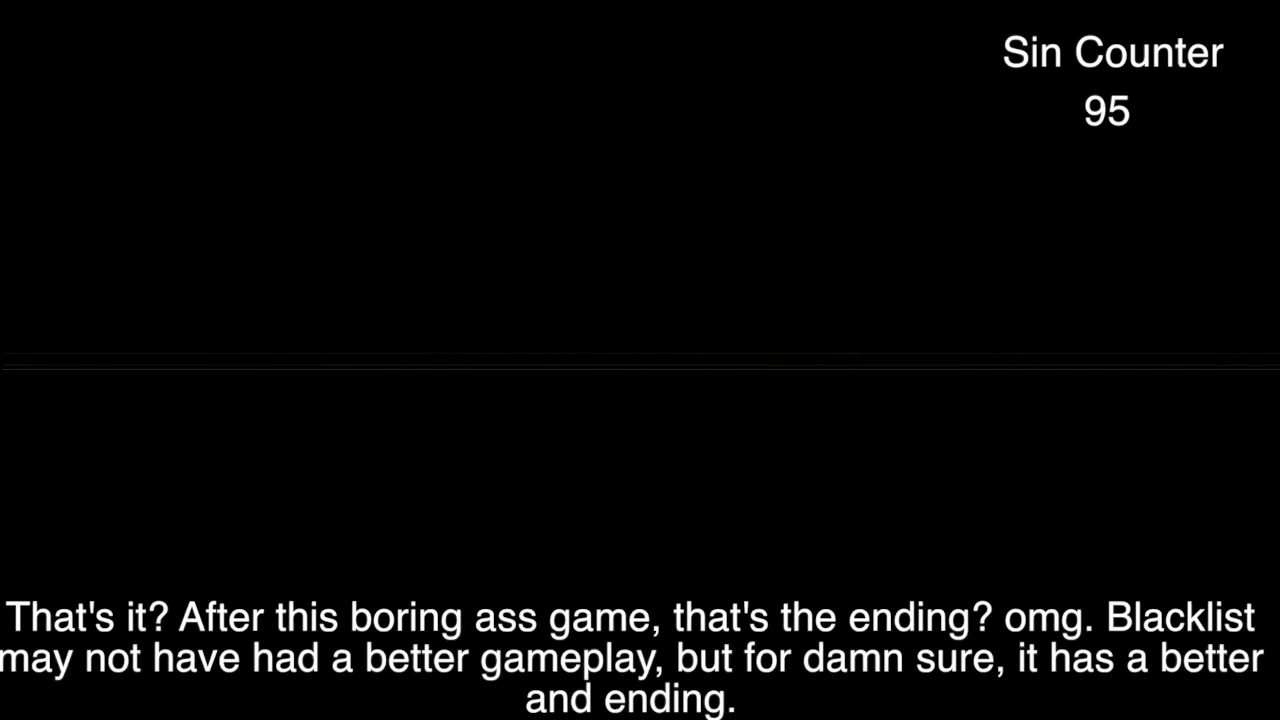 Sin Counter
95
That's it? After this boring ass game, that's the ending? omg. Blacklist
may not have had a better gameplay, but for damn sure, it has a better
and ending.